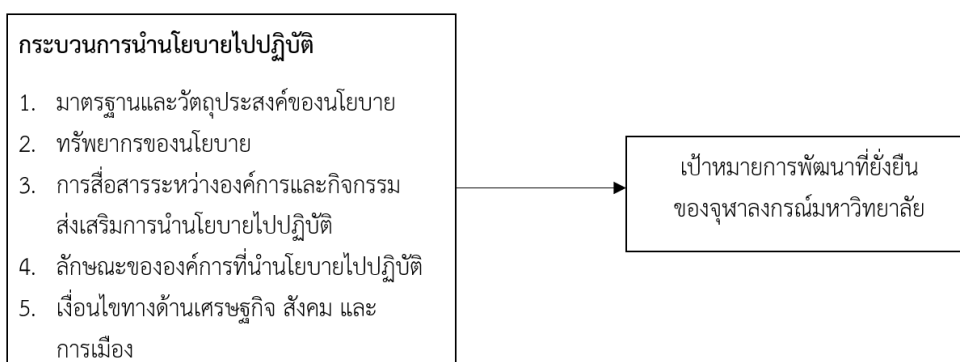 กระบวนการนำนโยบายไปปฏิบัติ
1. มาตรฐานและวัตถุประสงค์ของนโยบาย
2. ทรัพยากรของนโยบาย
3. การสื่อสารระหว่างองค์การและกิจกรรม
ส่งเสริมการนำนโยบายไปปฏิบัติ
4. ลักษณะขององค์การที่นำนโยบายไปปฏิบัติ
5. เงื่อนไขทางด้านเศรษฐกิจ สังคม และ
การเมือง
เป้าหมายการพัฒนาที่ยั่งยืน
ของจุฬาลงกรณ์มหาวิทยาลัย